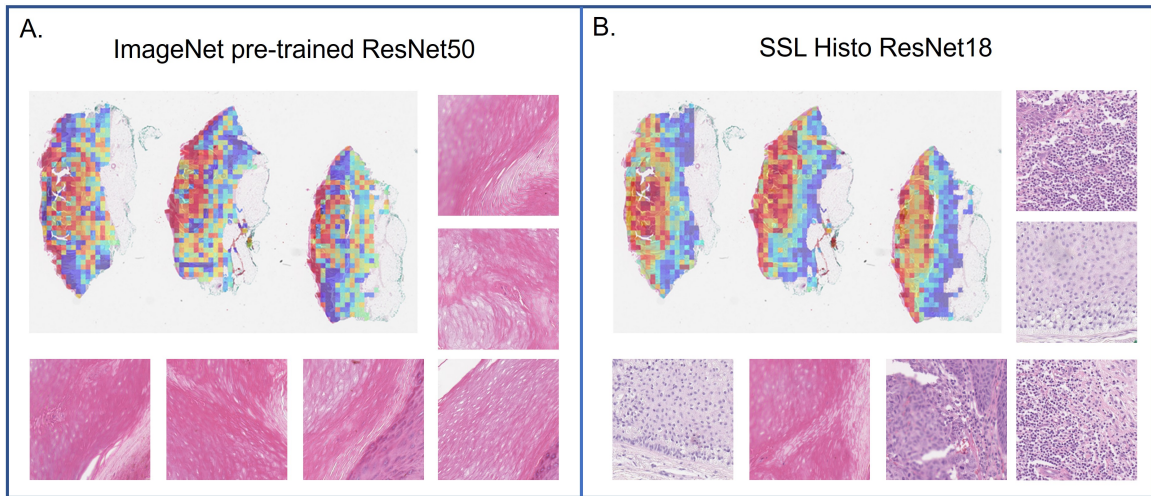 A.
ImageNet pre-trained ResNet50
B.
SSL Histo ResNet18